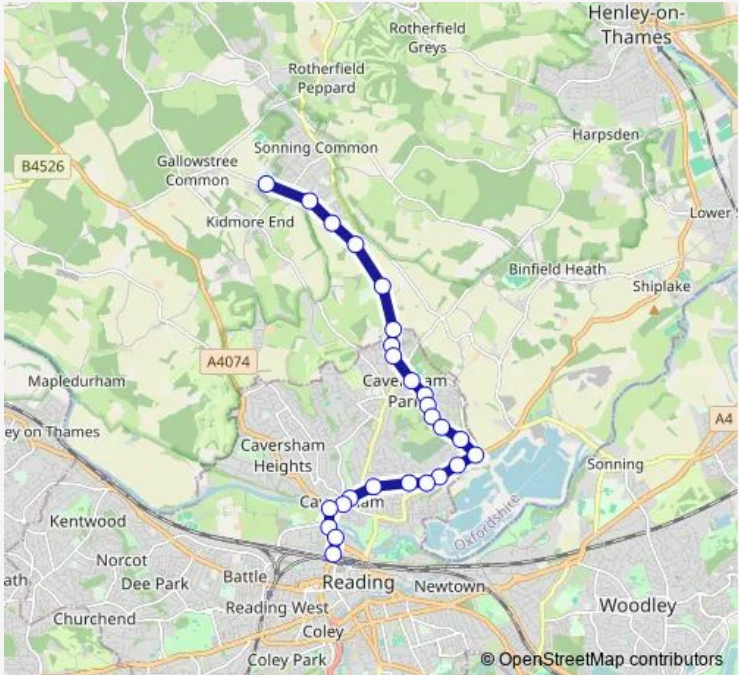 Henley-on-
Thames
Rotherfield
Greys
Rotherfield
Peppard
Harpsden
Sonning Common
Gallowstree
Common
B4526
Kidmore End
Lower
Binfield Heath
Shiplake
A4074
Mapledurham
Caversham
Park
A4
ey on Thames
Caversham
Heights
Sonning
Caversham
Oxfordshire
Kentwood
Norcot
Battle
Reading
Newtown
ath
Dee Park
Reading West
Woodley
Churchend
Coley
Coley Park
© OpenStreetMap contributors